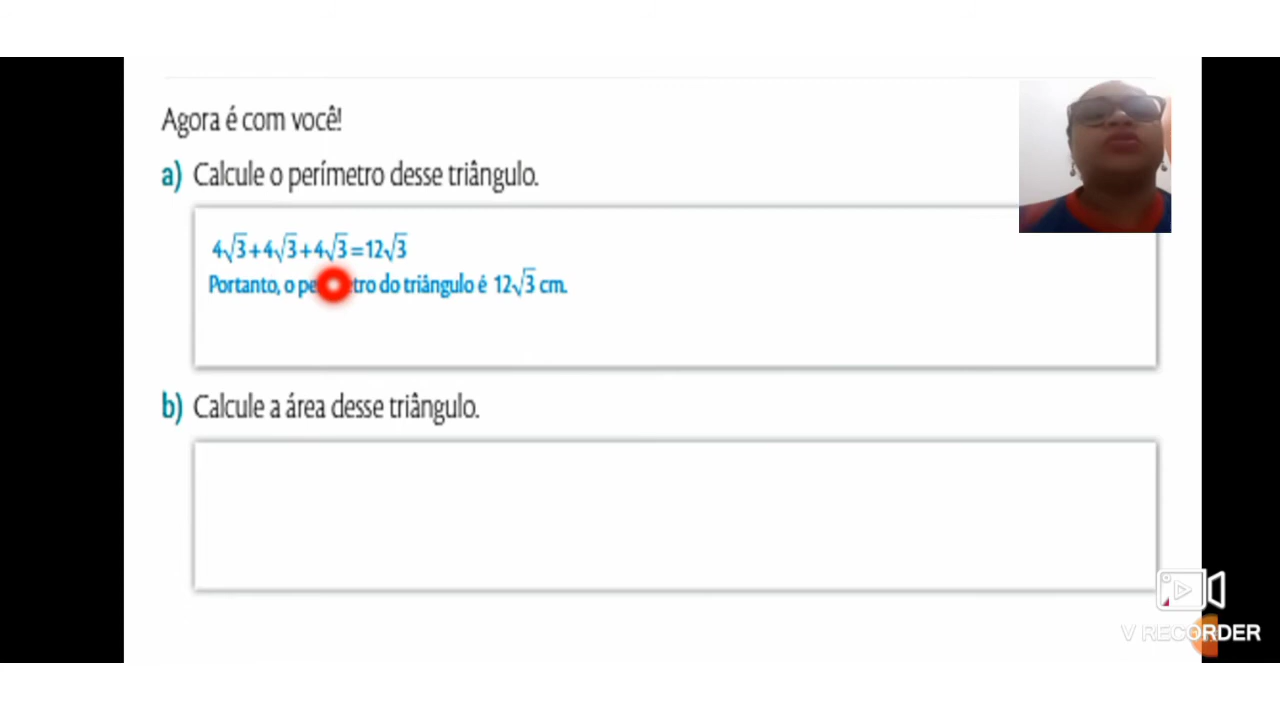 Agora é com você!
a) Calcule o perímetro desse triângulo.
4√3+4√3+4√3=12√3
Portanto, o pe tro do triângulo é 12√3 cm.
b) Calcule a área desse triângulo.
V RECORDER